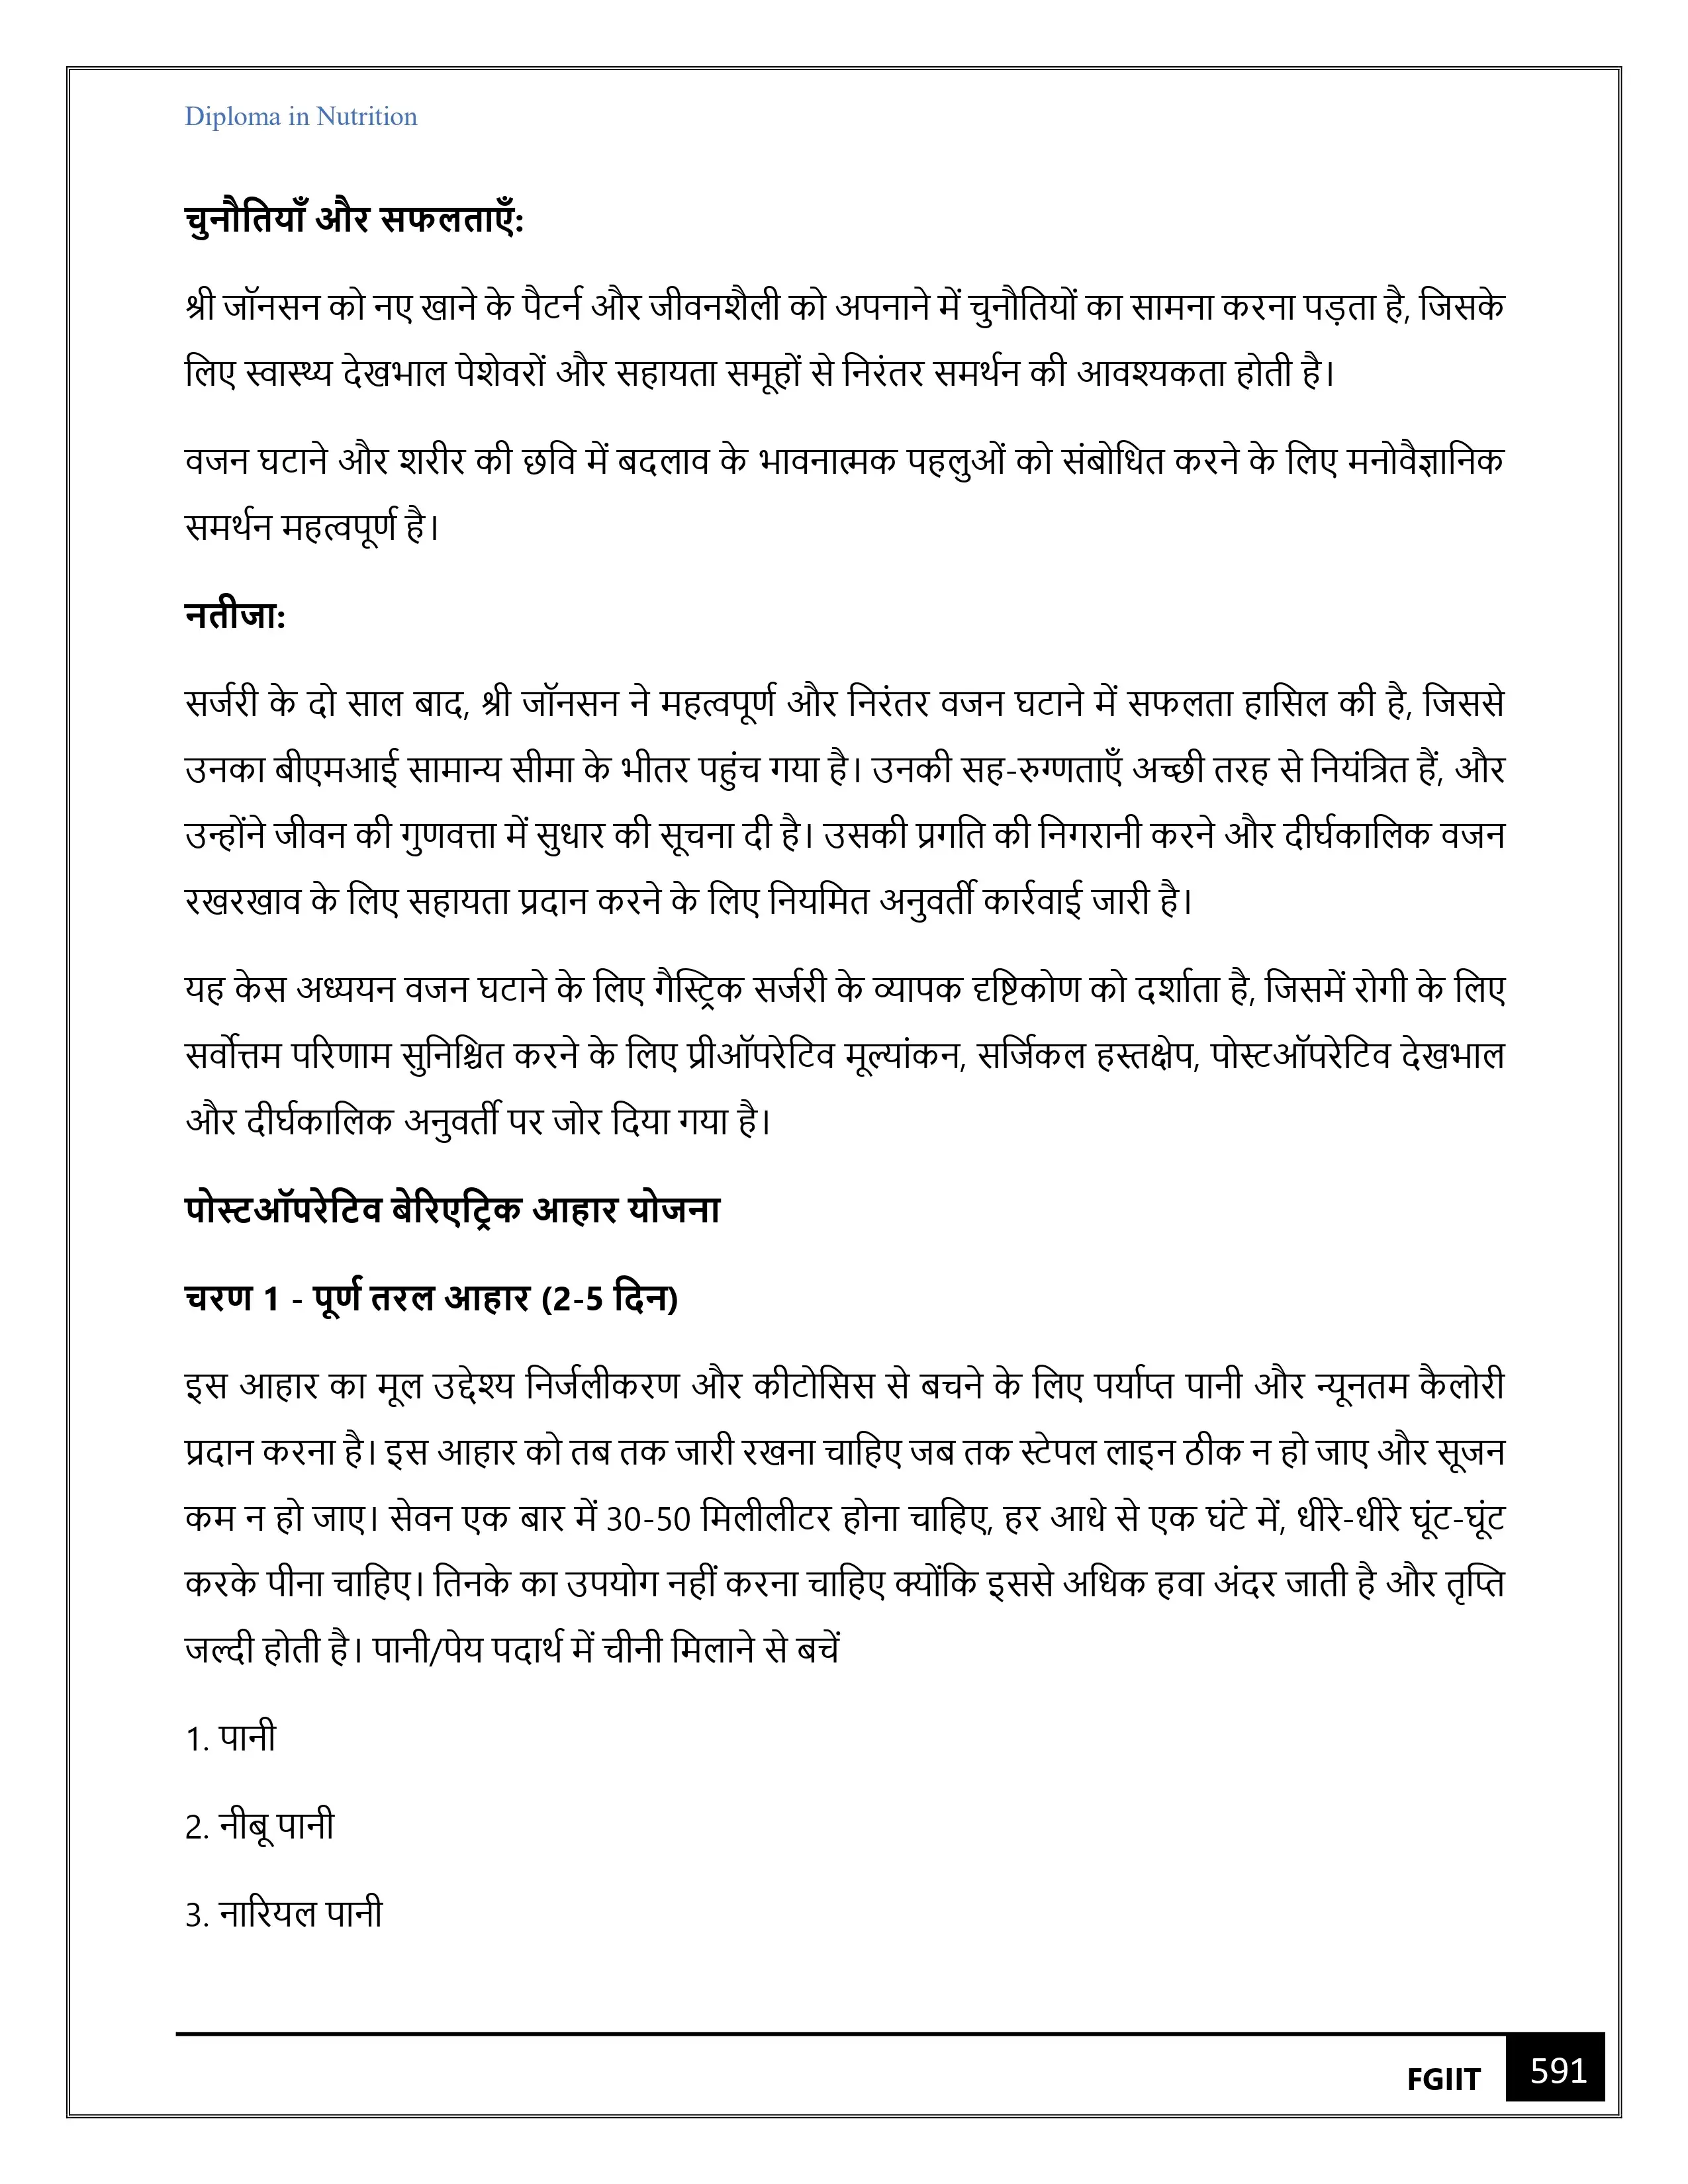 Diploma in Nutrition
चुनौतियाँ और सफलताएँ:
श्री जॉनसन को नए खाने के पैटर्न और जीवनशैली को अपनाने में चुनौतियों का सामना करना पड़ता है, जिसके
लिए स्वास्थ्य देखभाल पेशेवरों और सहायता समूहों से निरंतर समर्थन की आवश्यकता होती है।
वजन घटाने और शरीर की छवि में बदलाव के भावनात्मक पहलुओं को संबोधित करने के लिए मनोवैज्ञानिक
समर्थन महत्वपूर्ण है।
नतीजा:
सर्जरी के दो साल बाद, श्री जॉनसन ने महत्वपूर्ण और निरंतर वजन घटाने में सफलता हासिल की है, जिससे
उनका बीएमआई सामान्य सीमा के भीतर पहुंच गया है। उनकी सह-रुग्णताएँ अच्छी तरह से नियंत्रित हैं, और
उन्होंने जीवन की गुणवत्ता में सुधार की सूचना दी है। उसकी प्रगति की निगरानी करने और दीर्घकालिक वजन
रखरखाव के लिए सहायता प्रदान करने के लिए नियमित अनुवर्ती कार्रवाई जारी है।
यह केस अध्ययन वजन घटाने के लिए गैस्ट्रिक सर्जरी के व्यापक दृष्टिकोण को दर्शाता है, जिसमें रोगी के लिए
सर्वोत्तम परिणाम सुनिश्चित करने के लिए प्रीऑपरेटिव मूल्यांकन, सर्जिकल हस्तक्षेप, पोस्टऑपरेटिव देखभाल
और दीर्घकालिक अनुवर्ती पर जोर दिया गया है।
पोस्टऑपरेटिव बेरिएट्रिक आहार योजना
चरण 1 - पूर्ण तरल आहार (2-5 दिन)
इस आहार का मूल उद्देश्य निर्जलीकरण और कीटोसिस से बचने के लिए पर्याप्त पानी और न्यूनतम कैलोरी
प्रदान करना है। इस आहार को तब तक जारी रखना चाहिए जब तक स्टेपल लाइन ठीक न हो जाए और सूजन
कम न हो जाए। सेवन एक बार में 30-50 मिलीलीटर होना चाहिए, हर आधे से एक घंटे में, धीरे-धीरे घूंट-घूंट
करके पीना चाहिए। तिनके का उपयोग नहीं करना चाहिए क्योंकि इससे अधिक हवा अंदर जाती है और तृप्ति
जल्दी होती है। पानी/पेय पदार्थ में चीनी मिलाने से बचें
1. पानी
2. नीबू पानी
3. नारियल पानी
FGIIT 591